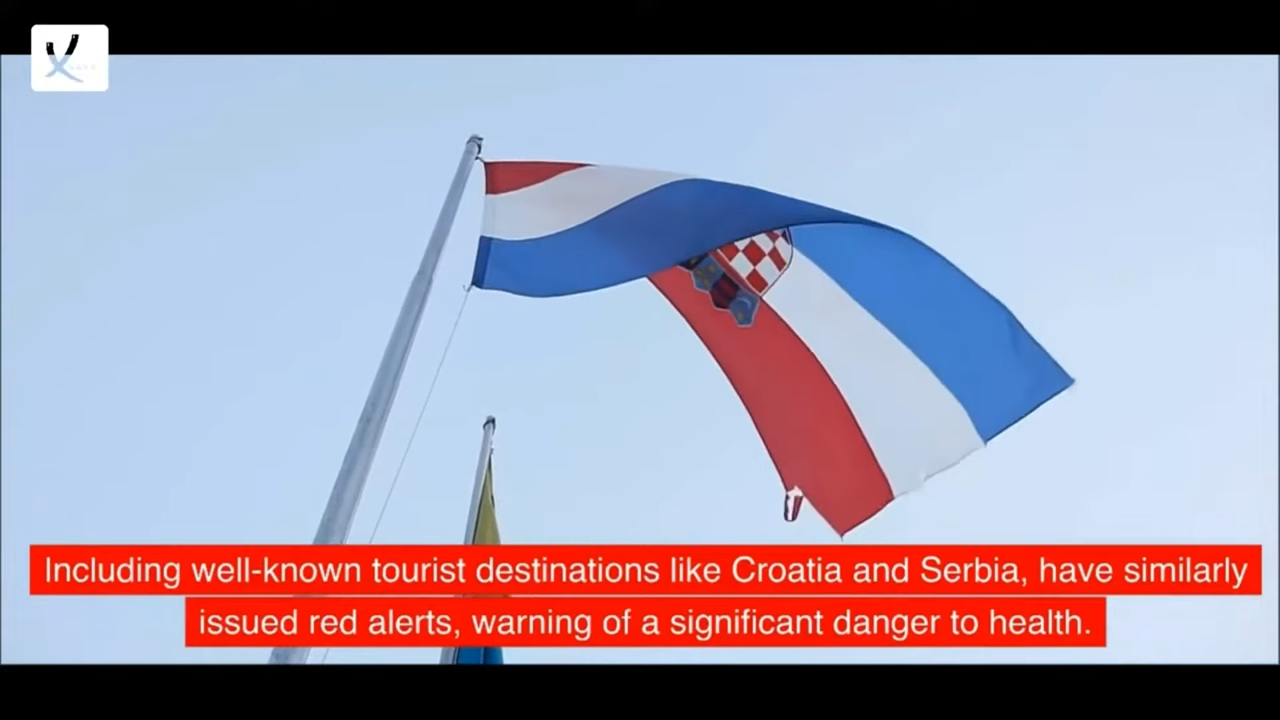 Including well-known tourist destinations like Croatia and Serbia, have similarly
issued red alerts, warning of a significant danger to health.